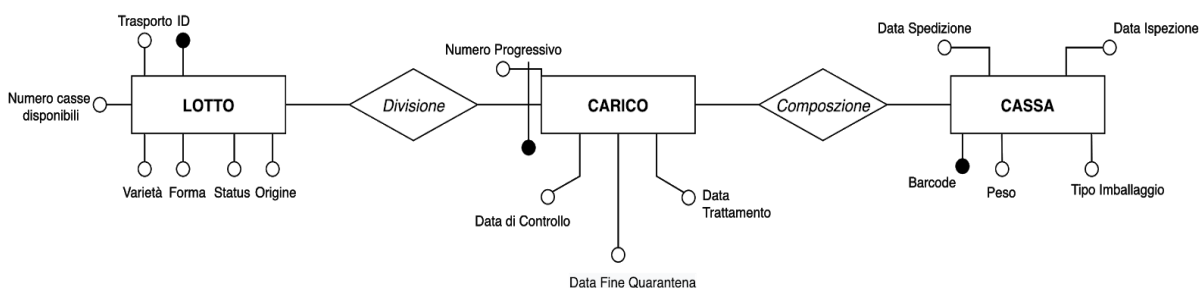 Trasporto ID
Data Spedizione
Data Ispezione
Numero Progressivo
Numero casse
disponibili
LOTTO
Divisione
CARICO
Composzione
CASSA
Varietà
Forma
Status
Origine
Data di Controllo
Data
Trattamento
Barcode
Peso
Tipo Imballaggio
Data Fine Quarantena